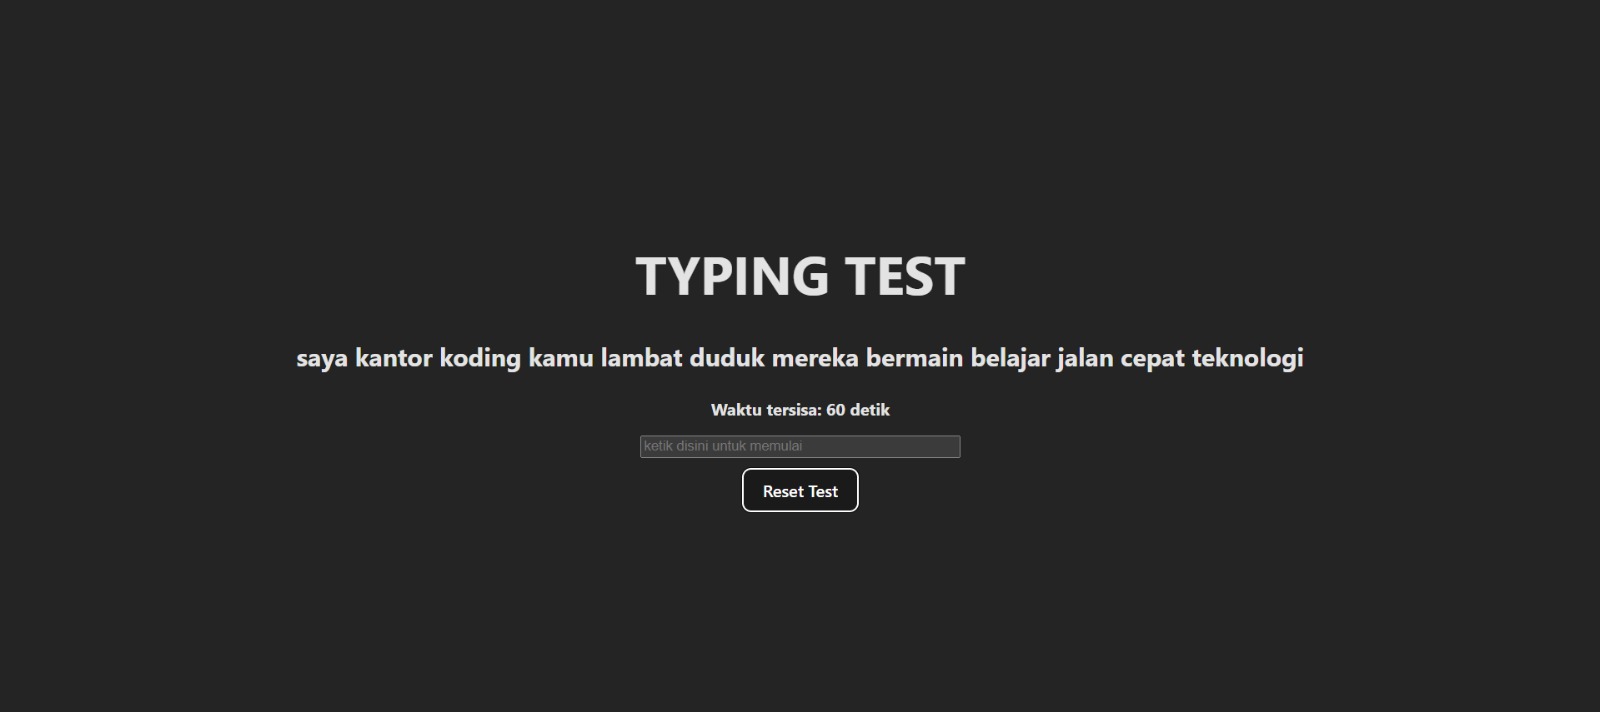 TYPING TEST
saya kantor koding kamu lambat duduk mereka bermain belajar jalan cepat teknologi
Waktu tersisa: 60 detik
ketik disini untuk memulai
Reset Test